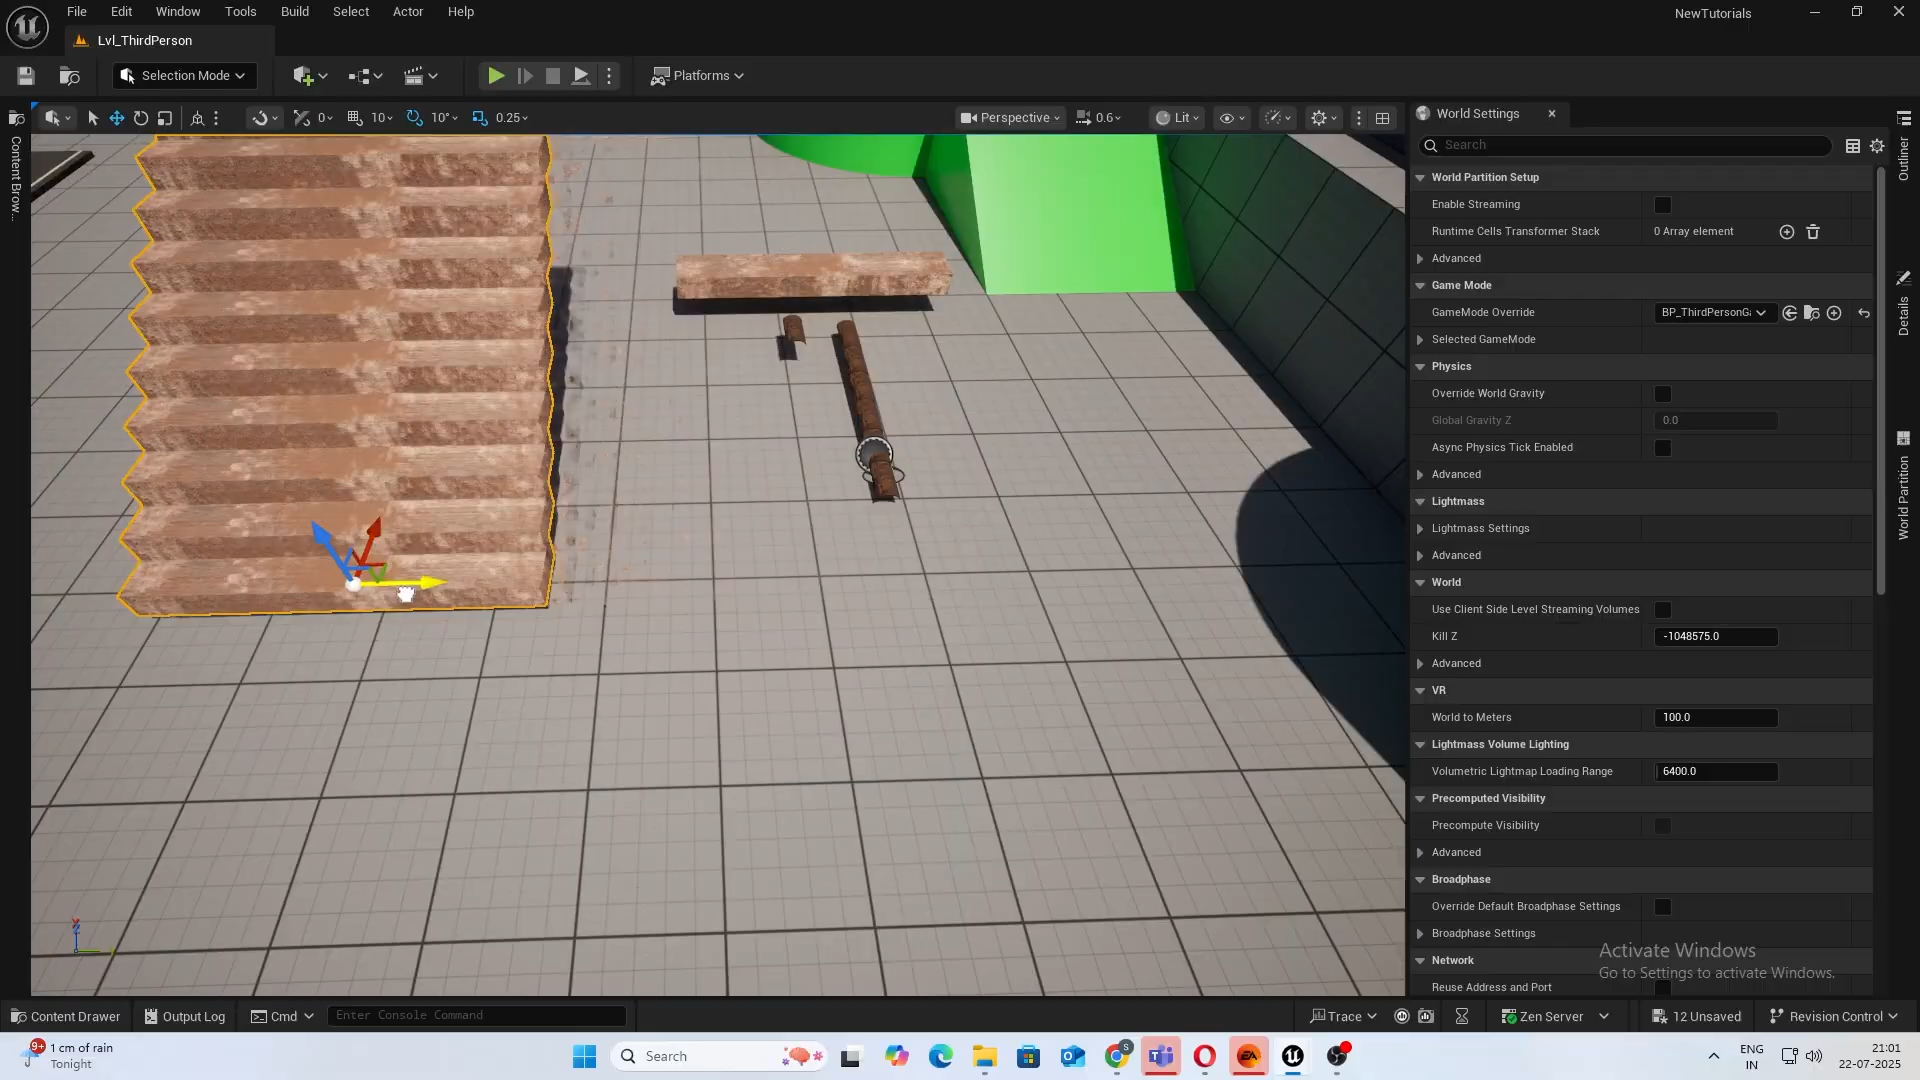 File Edit Window Tools Build Select Actor Help
NewTutorials
Lvl_ThirdPerson
Selection Mode
Platforms
0 10 10° 0.25
Perspective 0.6 Lit
World Settings
Search
World Partition Setup
Enable Streaming
Runtime Cells Transformer Stack 0 Array element
Advanced
Game Mode
GameMode Override BP_ThirdPersonGa
Selected GameMode
Physics
Override World Gravity
Global Gravity Z 0.0
Async Physics Tick Enabled
Advanced
Lightmass
Lightmass Settings
Advanced
World
Use Client Side Level Streaming Volumes
Kill Z -1048575.0
Advanced
VR
World to Meters 100.0
Lightmass Volume Lighting
Volumetric Lightmap Loading Range 6400.0
Precomputed Visibility
Precompute Visibility
Advanced
Broadphase
Override Default Broadphase Settings
Broadphase Settings
Network
Reuse Address and Port
Activate Windows
Go to Settings to activate Windows.
Content Brow...
Outliner
Details
World Partition
Content Drawer Output Log Cmd Enter Console Command
Trace Zen Server 12 Unsaved Revision Control
9+ 1 cm of rain
Tonight
Search
ENG
IN
21:01
22-07-2025